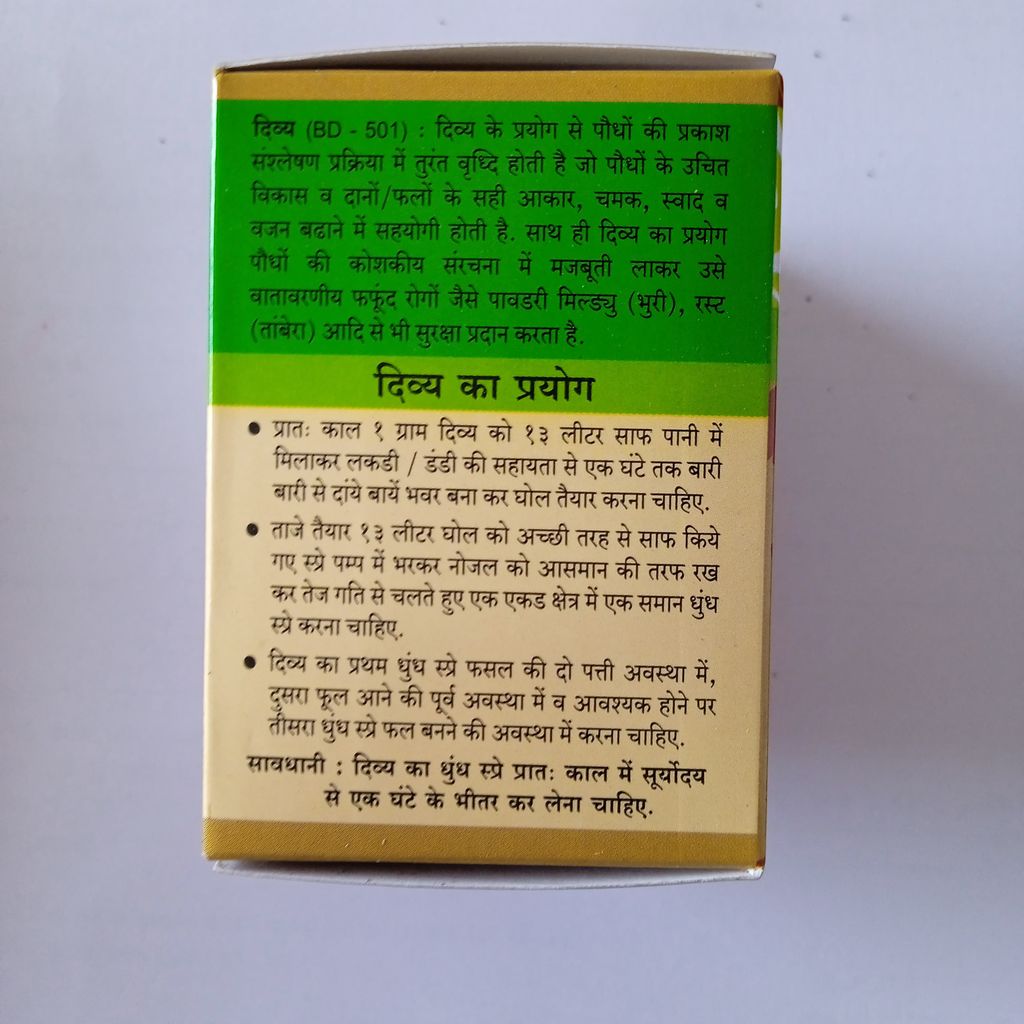 दिव्य (BD - 501) : दिव्य के प्रयोग से पौधों की प्रकाश
संश्लेषण प्रक्रिया में तुरंत वृध्दि होती है जो पौधों के उचित
विकास व दानों/फलों के सही आकार, चमक, स्वाद व
वजन बढाने में सहयोगी होती है. साथ ही दिव्य का प्रयोग
पौधों की कोशकीय संरचना में मजबूती लाकर उसे
वातावरणीय फफूंद रोगों जैसे पावडरी मिल्ड्यु (भुरी), रस्ट
(तांबेरा) आदि से भी सुरक्षा प्रदान करता है.
दिव्य का प्रयोग
• प्रातः काल १ ग्राम दिव्य को १३ लीटर साफ पानी में
मिलाकर लकडी / डंडी की सहायता से एक घंटे तक बारी
बारी से दांये बायें भवर बना कर घोल तैयार करना चाहिए.
• ताजे तैयार १३ लीटर घोल को अच्छी तरह से साफ किये
गए स्प्रे पम्प में भरकर नोजल को आसमान की तरफ रख
कर तेज गति से चलते हुए एक एकड क्षेत्र में एक समान धुंध
स्प्रे करना चाहिए.
• दिव्य का प्रथम धुंध स्प्रे फसल की दो पत्ती अवस्था में,
दुसरा फूल आने की पूर्व अवस्था में व आवश्यक होने पर
तीसरा धुंध स्प्रे फल बनने की अवस्था में करना चाहिए.
सावधानी : दिव्य का धुंध स्प्रे प्रातः काल में सूर्योदय
से एक घंटे के भीतर कर लेना चाहिए.